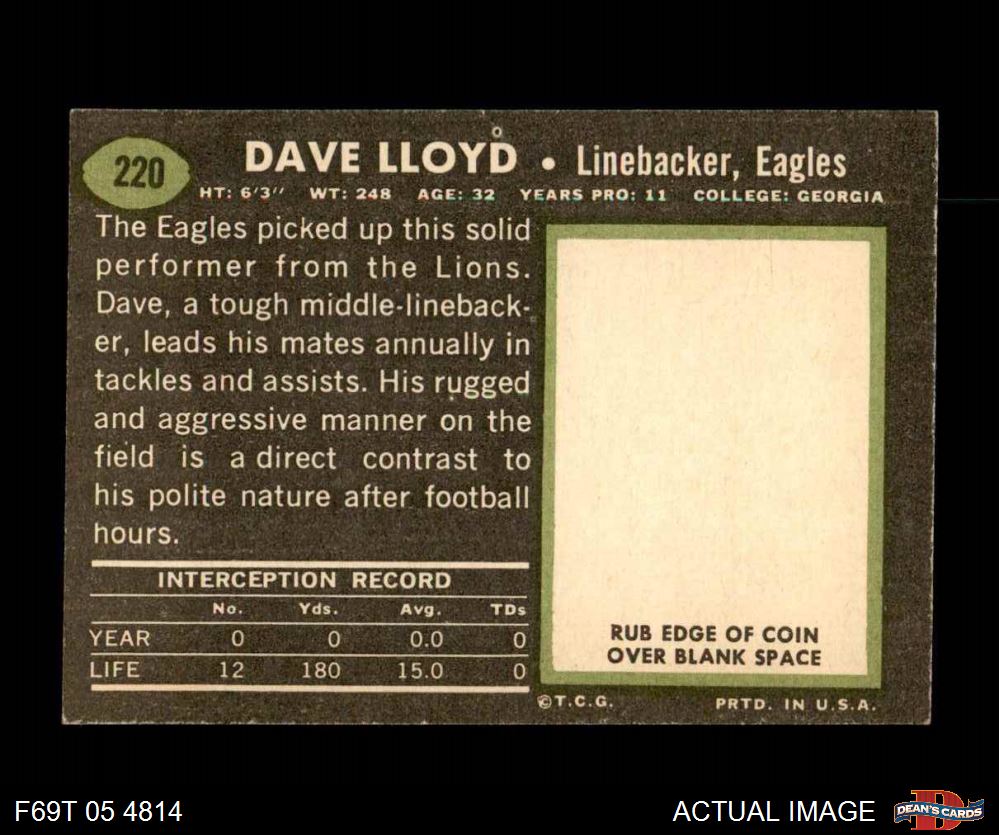 220
DAVE LLOYD • Linebacker, Eagles
HT: 6'3" WT: 248 AGE: 32 YEARS PRO: 11 COLLEGE: GEORGIA
The Eagles picked up this solid
performer from the Lions.
Dave, a tough middle-lineback-
er, leads his mates annually in
tackles and assists. His rugged
and aggressive manner on the
field is a direct contrast to
his polite nature after football
hours.
INTERCEPTION RECORD
No. Yds. Avg. TDs
YEAR 0 0 0.0 0
LIFE 12 180 15.0 0
RUB EDGE OF COIN
OVER BLANK SPACE
©T.C.G. PRTD. IN U.S.A.
F69T 05 4814
ACTUAL IMAGE
DEAN'S CARDS